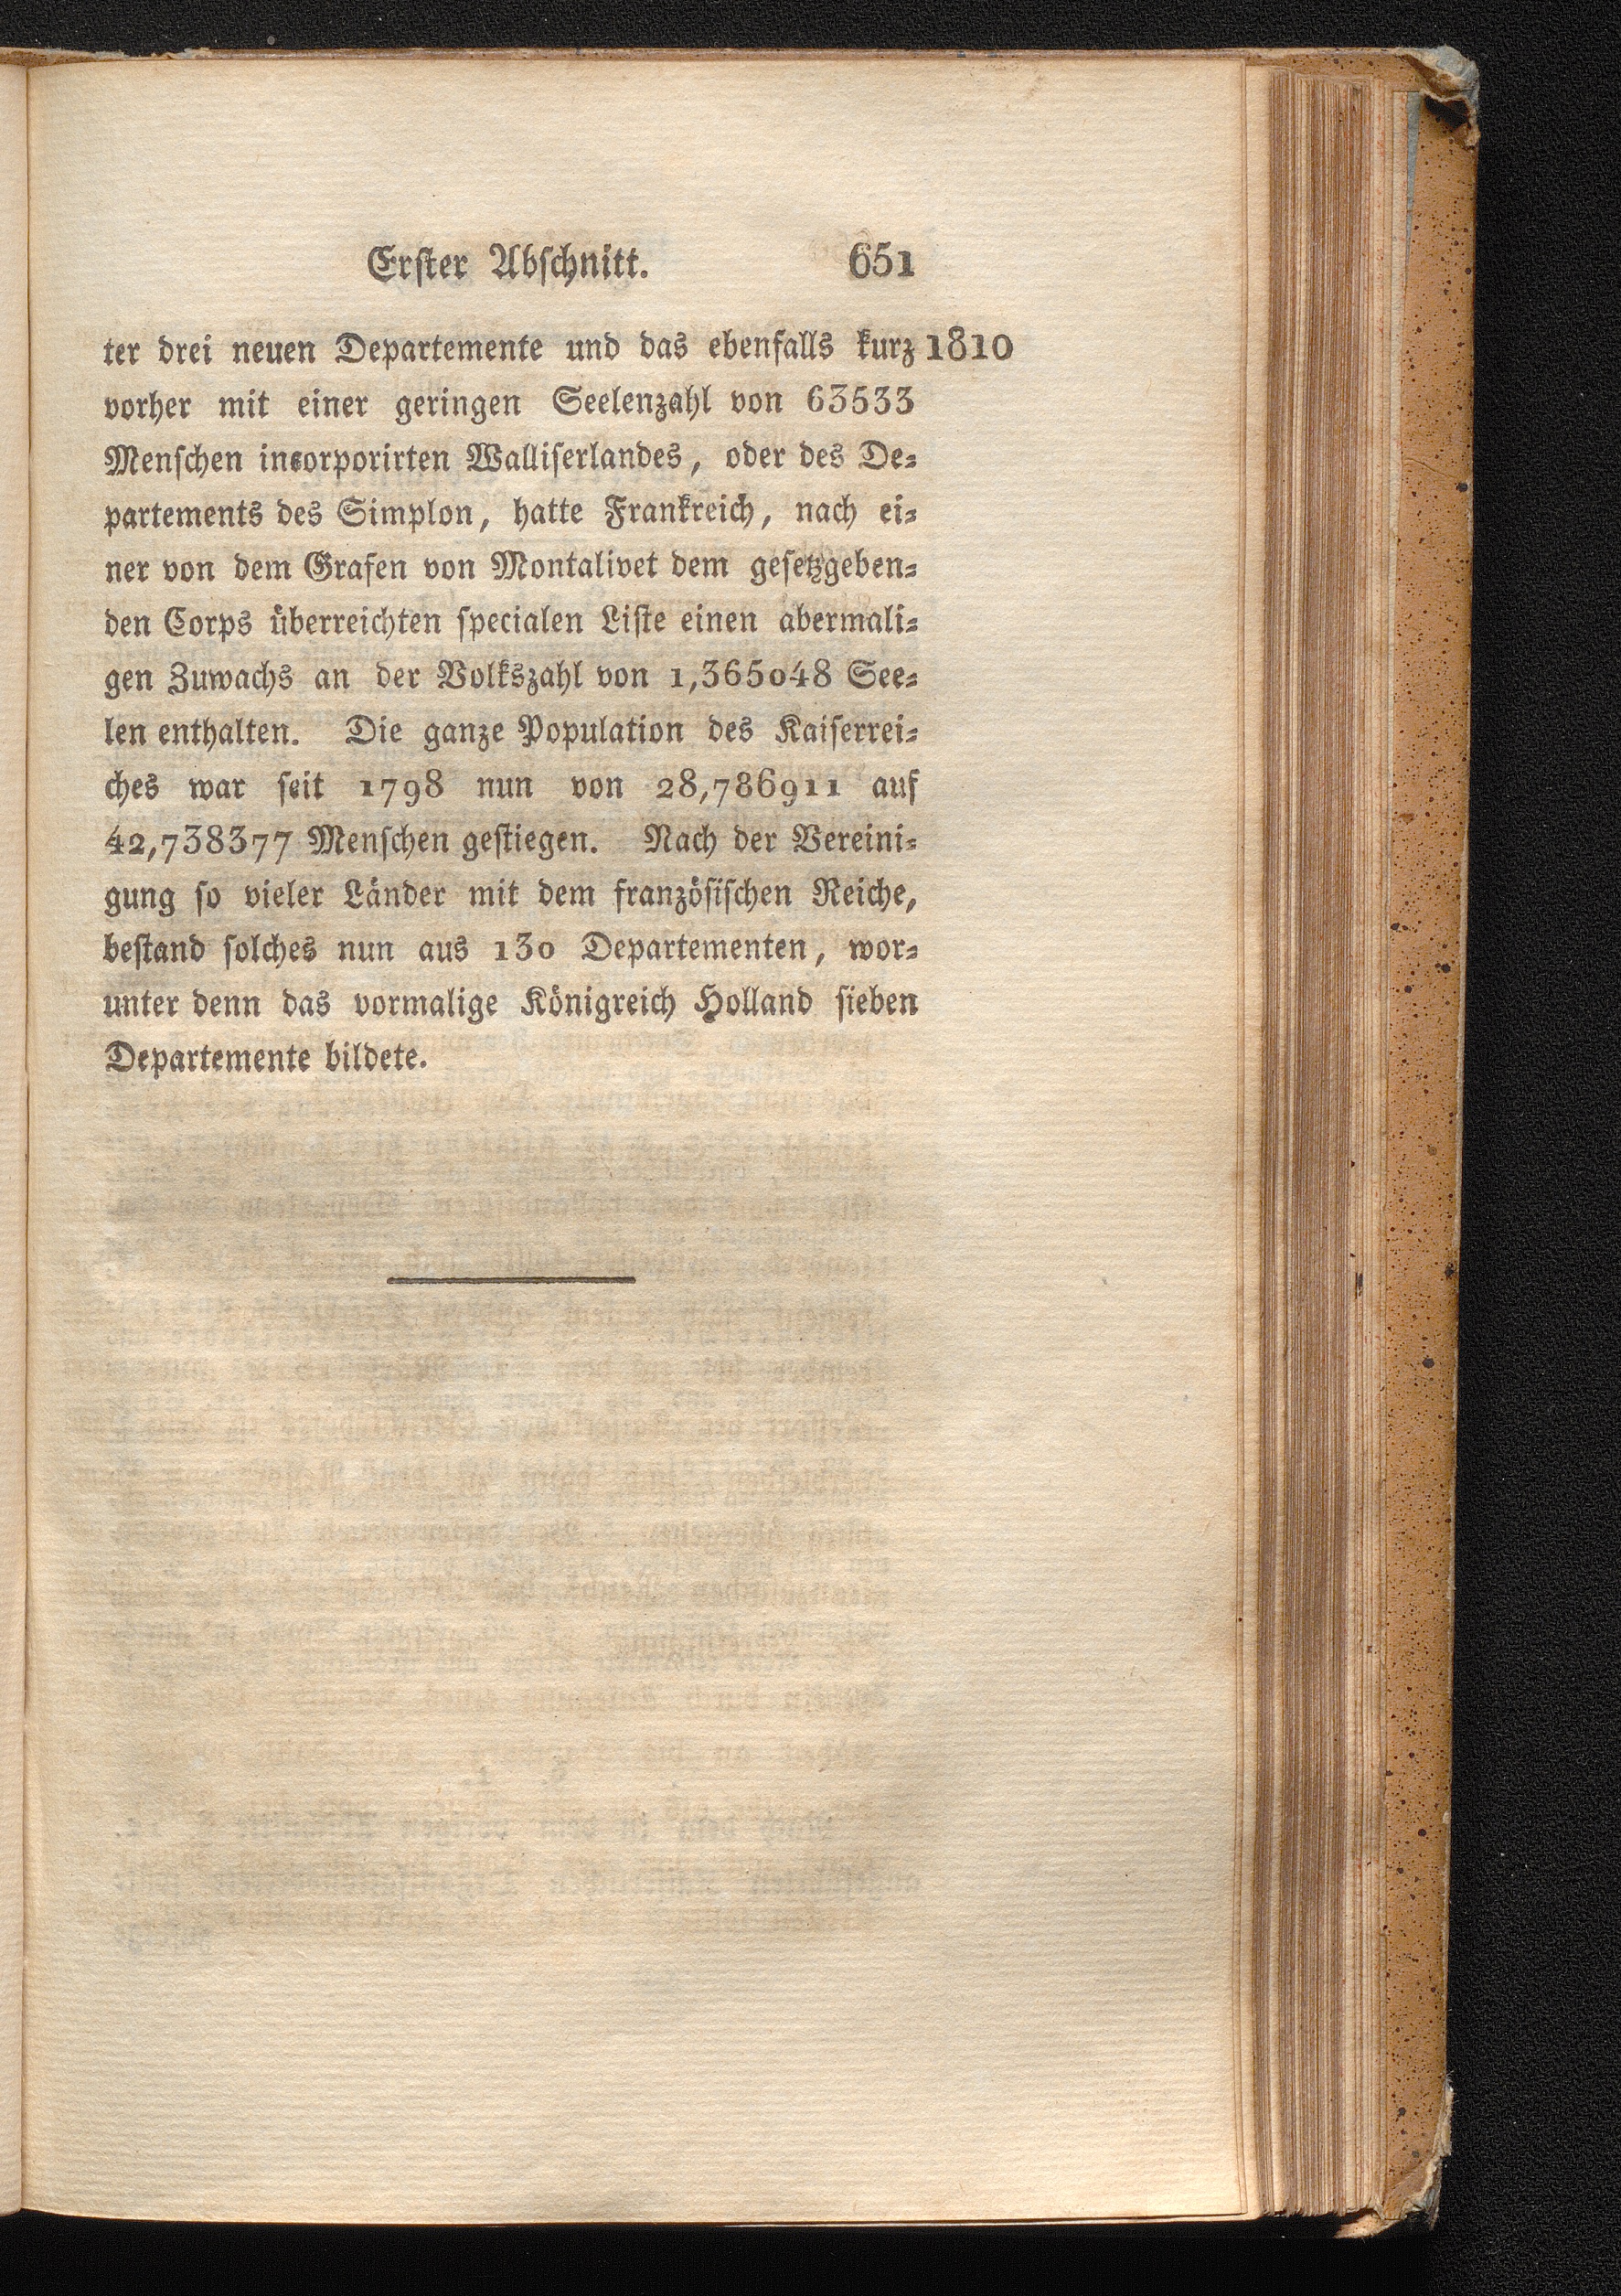 Erster Abschnitt. 651
ter drei neuen Departemente und das ebenfalls kurz 1810
vorher mit einer geringen Seelenzahl von 63533
Menschen incorporirten Walliserlandes, oder des De-
partements des Simplon, hatte Frankreich, nach ei-
ner von dem Grafen von Montalivet dem gesetzgeben-
den Corps überreichten specialen Liste einen abermali-
gen Zuwachs an der Volkszahl von 1,365048 See-
len enthalten. Die ganze Population des Kaiserrei-
ches war seit 1798 nun von 28,786911 auf
42,738377 Menschen gestiegen. Nach der Vereini-
gung so vieler Länder mit dem französischen Reiche,
bestand solches nun aus 130 Departementen, wor-
unter denn das vormalige Königreich Holland sieben
Departemente bildete.